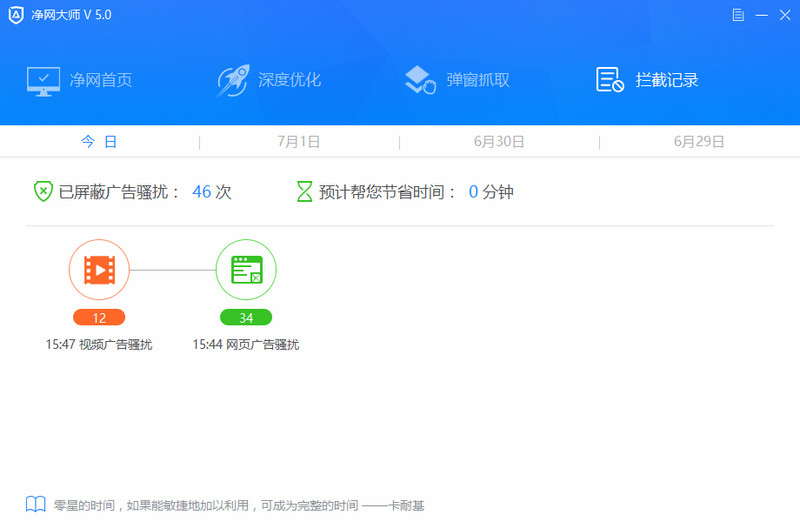 净网大师 V 5.0
净网首页 深度优化 弹窗抓取 拦截记录
今 日 7月1日 6月30日 6月29日
已屏蔽广告骚扰： 46 次 预计帮您节省时间： 0 分钟
12 34
15:47 视频广告骚扰 15:44 网页广告骚扰
零星的时间，如果能敏捷地加以利用，可成为完整的时间 ——卡耐基